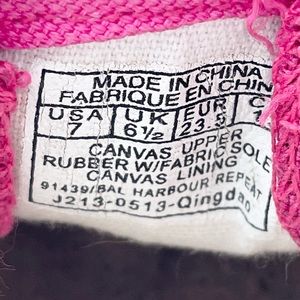 MADE IN CHINA
FABRIQUE EN CHIN
USA UK EUR C
7 6½ 23.5 1
CANVAS UPPER
RUBBER W/FABRIC SOLE
CANVAS LINING
91439/BAL HARBOUR REPEAT
J213-0513-Qingdao